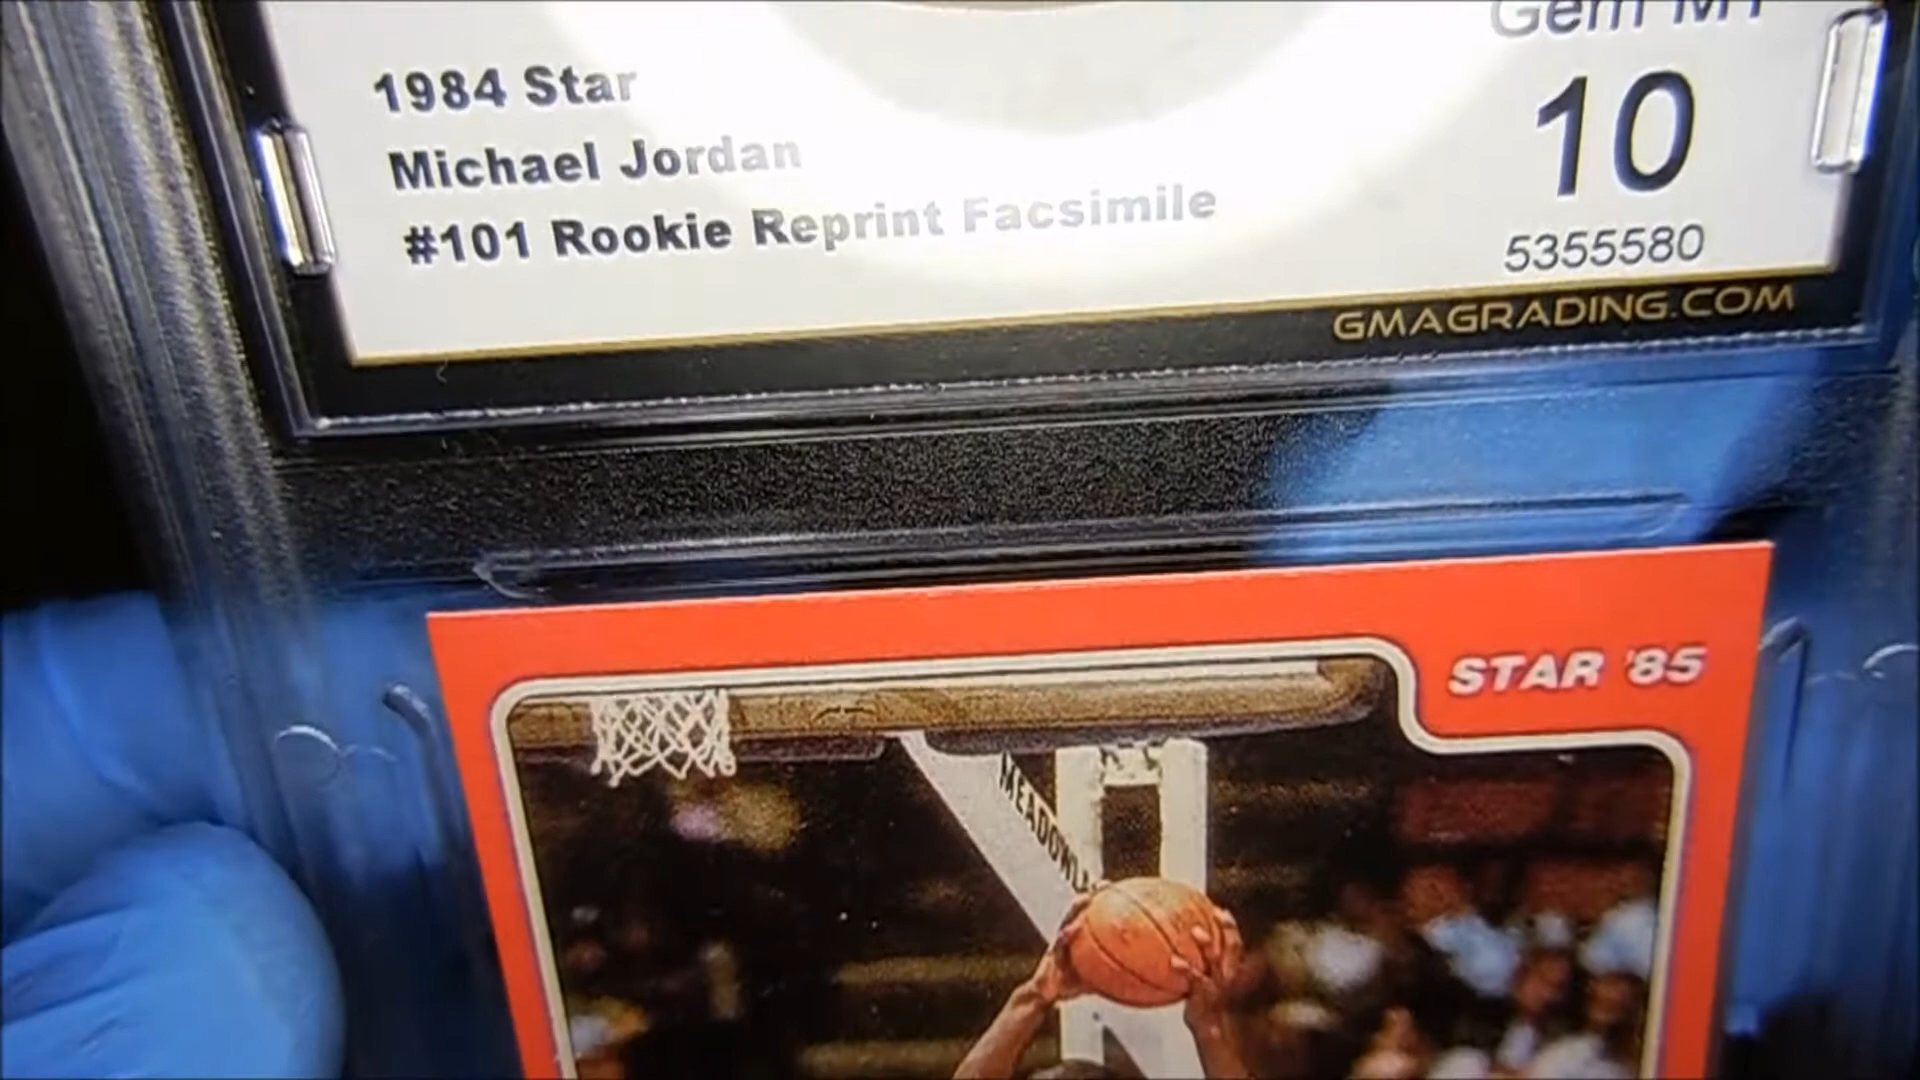 Gem MT
1984 Star
10
Michael Jordan
#101 Rookie Reprint Facsimile
5355580
GMAGRADING.COM
STAR '85